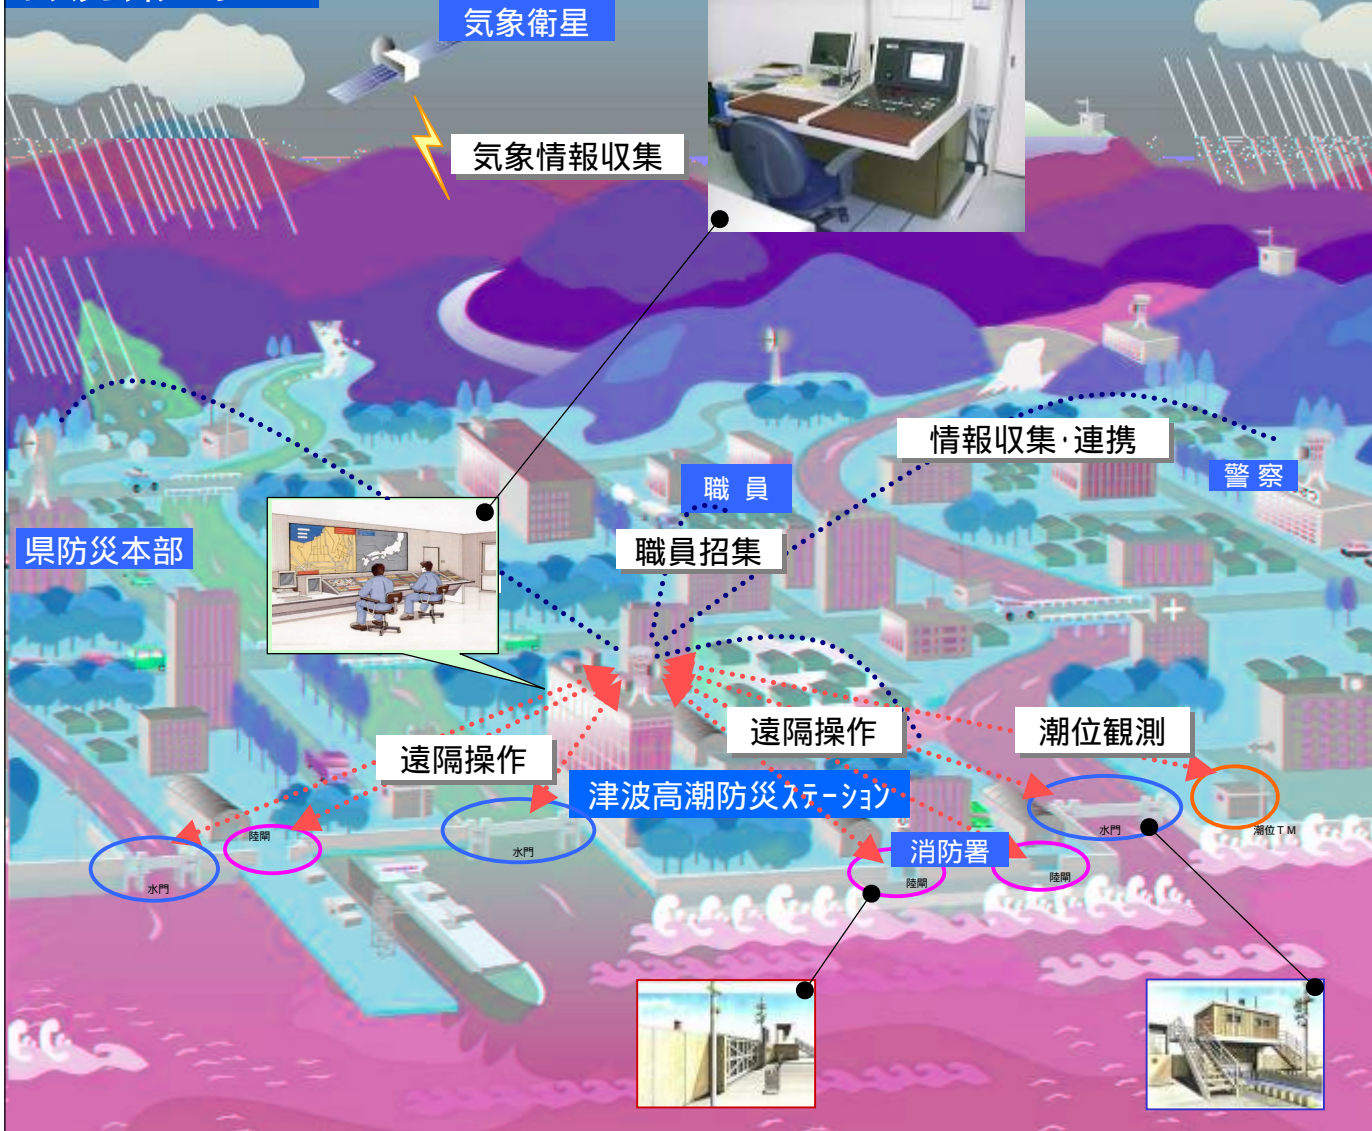 気象衛星
気象情報収集
情報収集・連携
警察
職員
職員招集
県防災本部
遠隔操作
遠隔操作
潮位観測
津波高潮防災ｽﾃｰｼｮﾝ
消防署
陸閘
水門
水門
水門
潮位ＴＭ
陸閘
陸閘